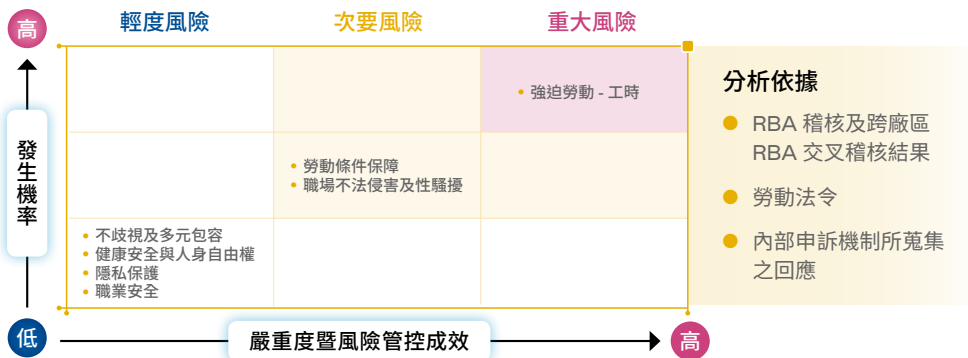 高
輕度風險
次要風險
重大風險
• 強迫勞動 - 工時
發生機率
• 勞動條件保障
• 職場不法侵害及性騷擾
• 不歧視及多元包容
• 健康安全與人身自由權
• 隱私保護
• 職業安全
低
嚴重度暨風險管控成效
高
分析依據
● RBA 稽核及跨廠區
RBA 交叉稽核結果
● 勞動法令
● 內部申訴機制所蒐集
之回應